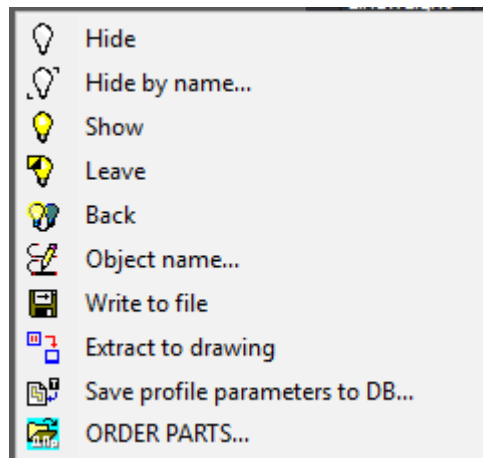 Hide
Hide by name...
Show
Leave
Back
Object name...
Write to file
Extract to drawing
Save profile parameters to DB...
ORDER PARTS...